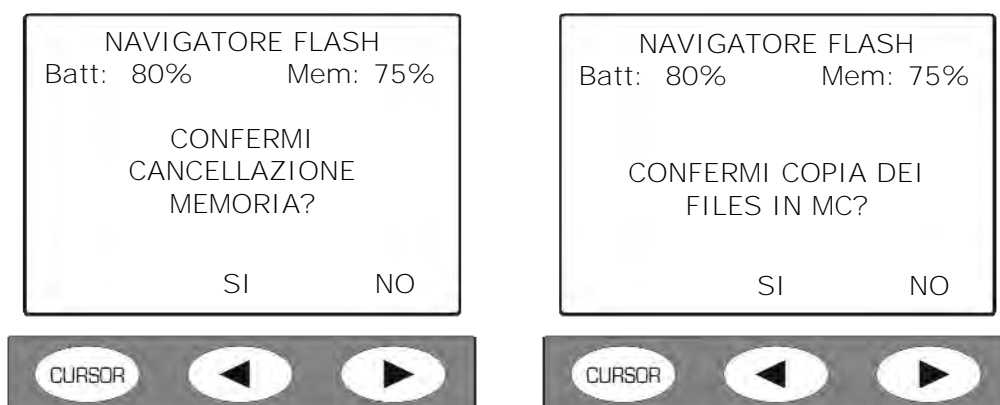 NAVIGATORE FLASH
Batt: 80% Mem: 75%
CONFERMI
CANCELLAZIONE
MEMORIA?
SI NO
CURSOR
NAVIGATORE FLASH
Batt: 80% Mem: 75%
CONFERMI COPIA DEI
FILES IN MC?
SI NO
CURSOR